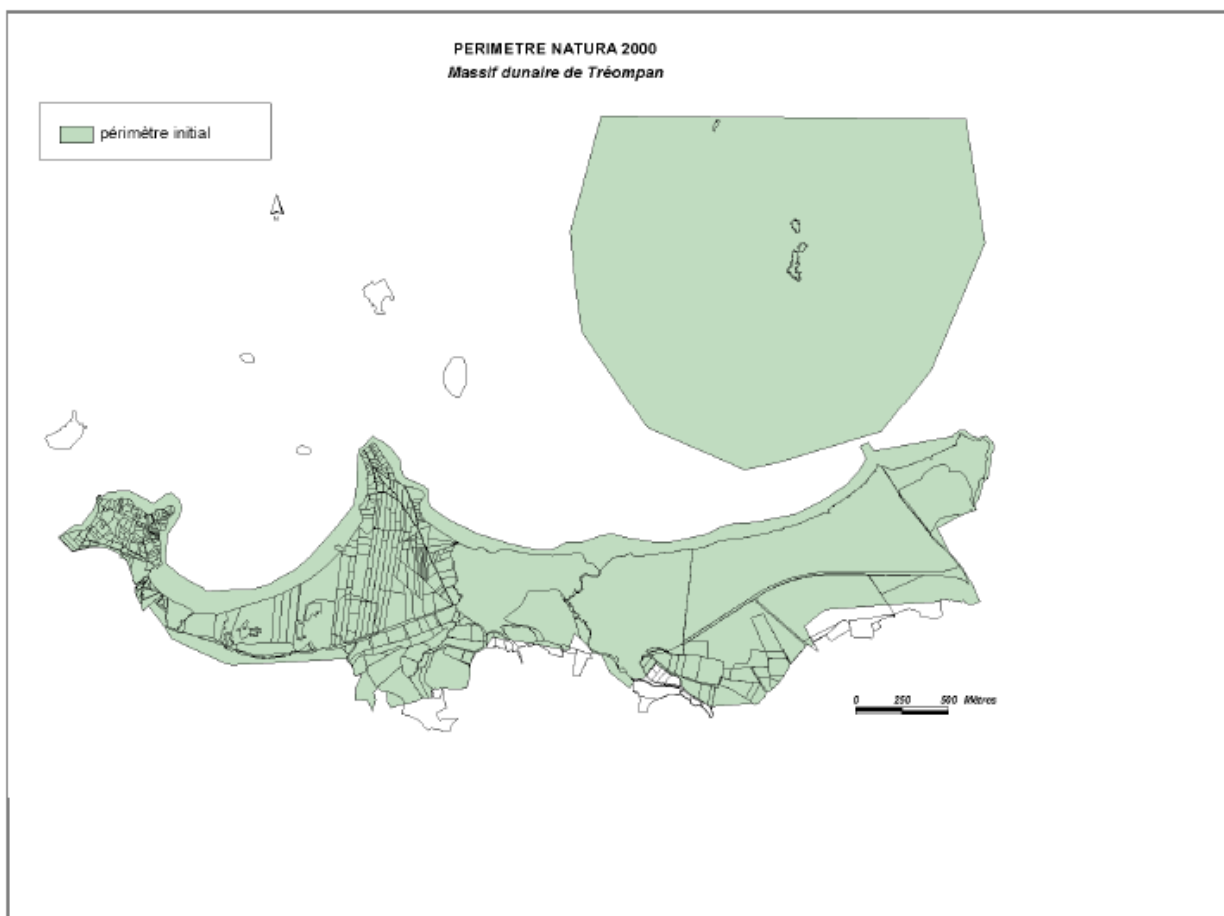 PERIMETRE NATURA 2000
Massif dunaire de Tréompan
périmètre initial
N
0 250 500 Mètres